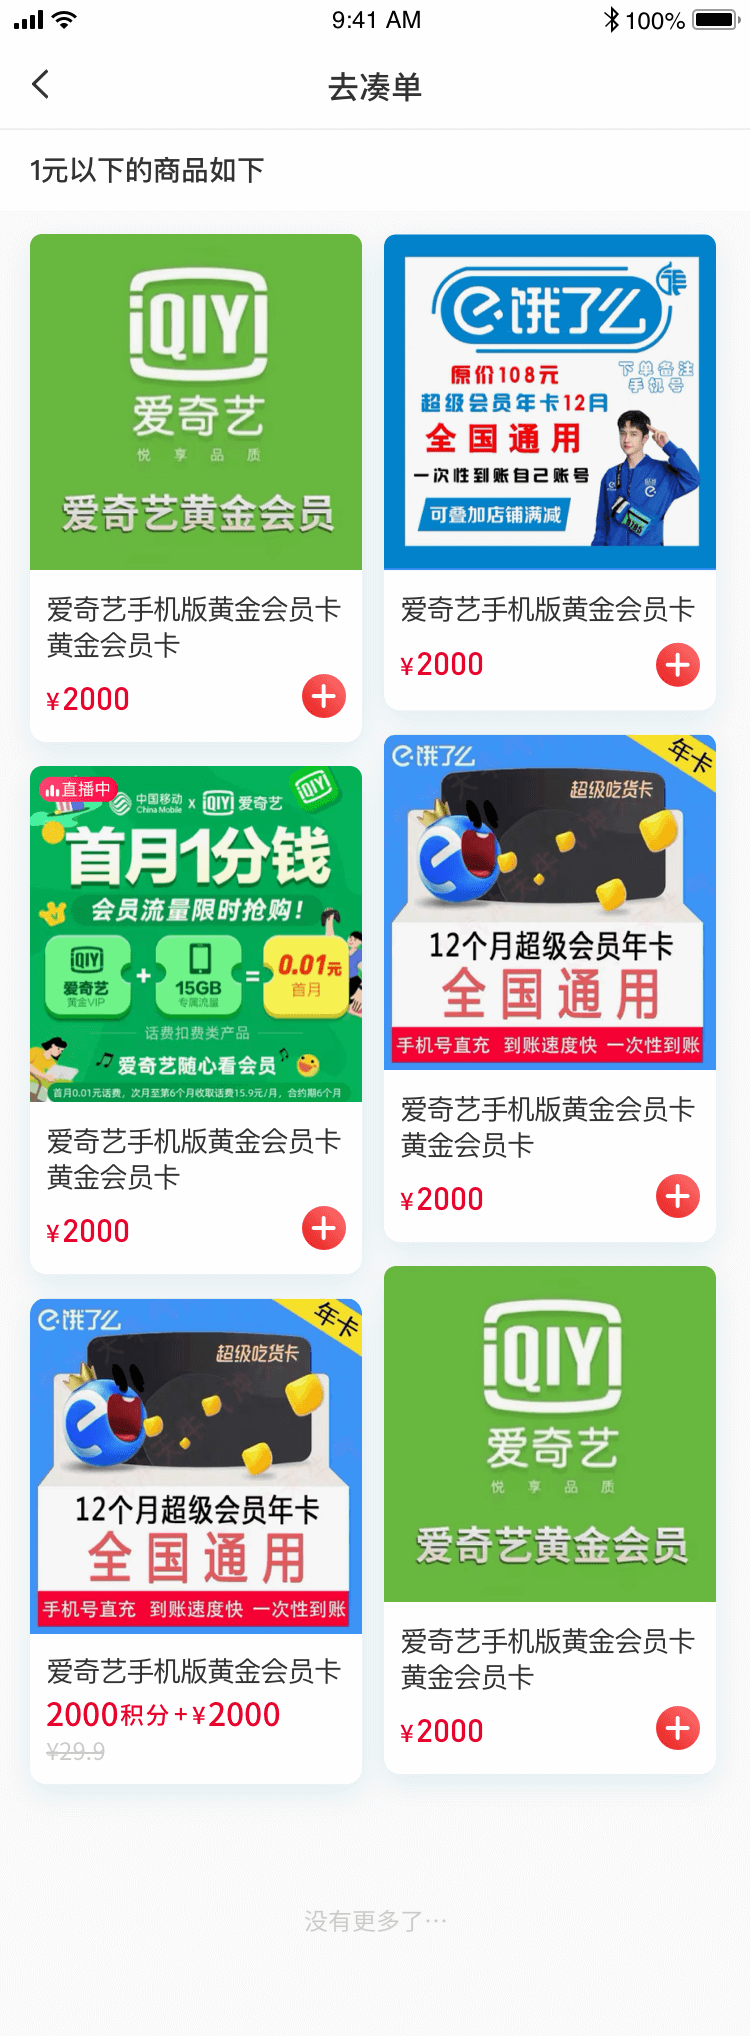 9:41 AM
100%
去凑单
1元以下的商品如下
iQIYI
爱奇艺
悦享品质
爱奇艺黄金会员
爱奇艺手机版黄金会员卡
黄金会员卡
¥2000
饿了么
原价108元
下单备注
手机号
超级会员年卡12月
全国通用
一次性到账自己账号
可叠加店铺满减
爱奇艺手机版黄金会员卡
¥2000
直播中
中国移动
China Mobile
x
iQIYI
爱奇艺
首月1分钱
会员流量限时抢购!
iQIYI
爱奇艺
黄金VIP
+
15GB
专属流量
=
0.01元
首月
话费扣费类产品
爱奇艺随心看会员
首月0.01元话费，次月至第6个月收取话费15.9元/月，合约期6个月
爱奇艺手机版黄金会员卡
黄金会员卡
¥2000
饿了么
年卡
超级吃货卡
12个月超级会员年卡
全国通用
手机号直充 到账速度快 一次性到账
爱奇艺手机版黄金会员卡
黄金会员卡
¥2000
饿了么
年卡
超级吃货卡
12个月超级会员年卡
全国通用
手机号直充 到账速度快 一次性到账
爱奇艺手机版黄金会员卡
2000积分+¥2000
¥29.9
iQIYI
爱奇艺
悦享品质
爱奇艺黄金会员
爱奇艺手机版黄金会员卡
黄金会员卡
¥2000
没有更多了…